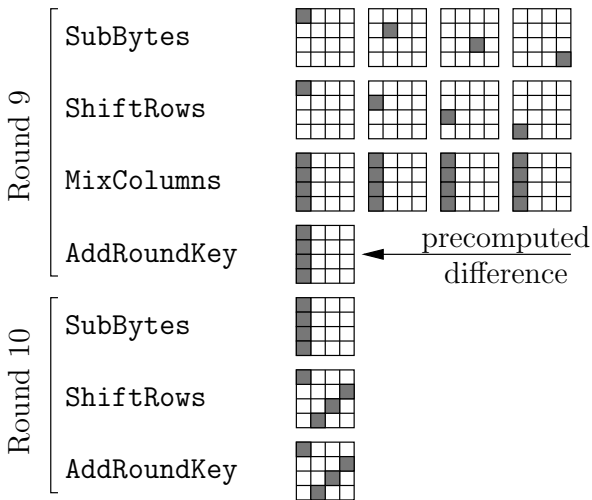 Round 9
SubBytes
ShiftRows
MixColumns
AddRoundKey
precomputed
difference
Round 10
SubBytes
ShiftRows
AddRoundKey